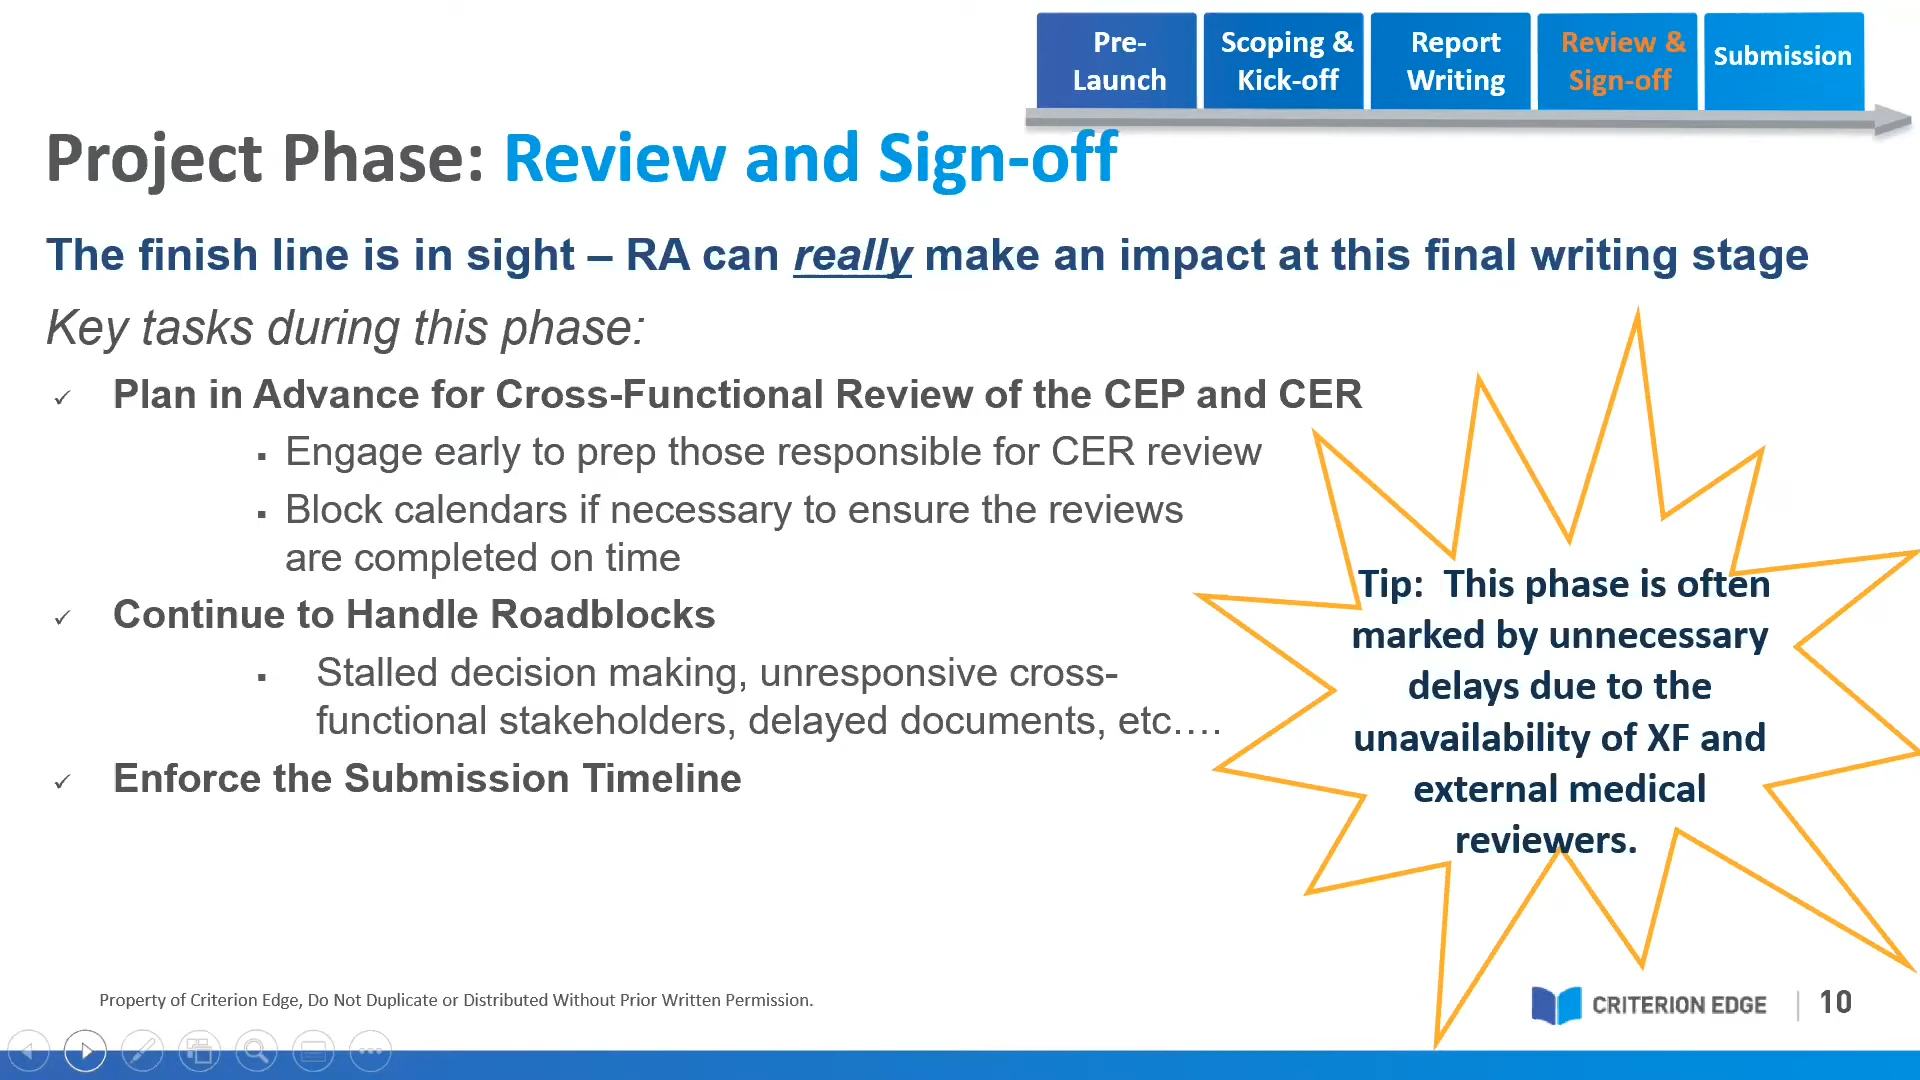 Pre-
Launch
Scoping &
Kick-off
Report
Writing
Review &
Sign-off
Submission
Project Phase: Review and Sign-off
The finish line is in sight – RA can really make an impact at this final writing stage
Key tasks during this phase:
✓ Plan in Advance for Cross-Functional Review of the CEP and CER
▪ Engage early to prep those responsible for CER review
▪ Block calendars if necessary to ensure the reviews
are completed on time
✓ Continue to Handle Roadblocks
▪ Stalled decision making, unresponsive cross-
functional stakeholders, delayed documents, etc….
✓ Enforce the Submission Timeline
Tip: This phase is often
marked by unnecessary
delays due to the
unavailability of XF and
external medical
reviewers.
Property of Criterion Edge, Do Not Duplicate or Distributed Without Prior Written Permission.
CRITERION EDGE | 10